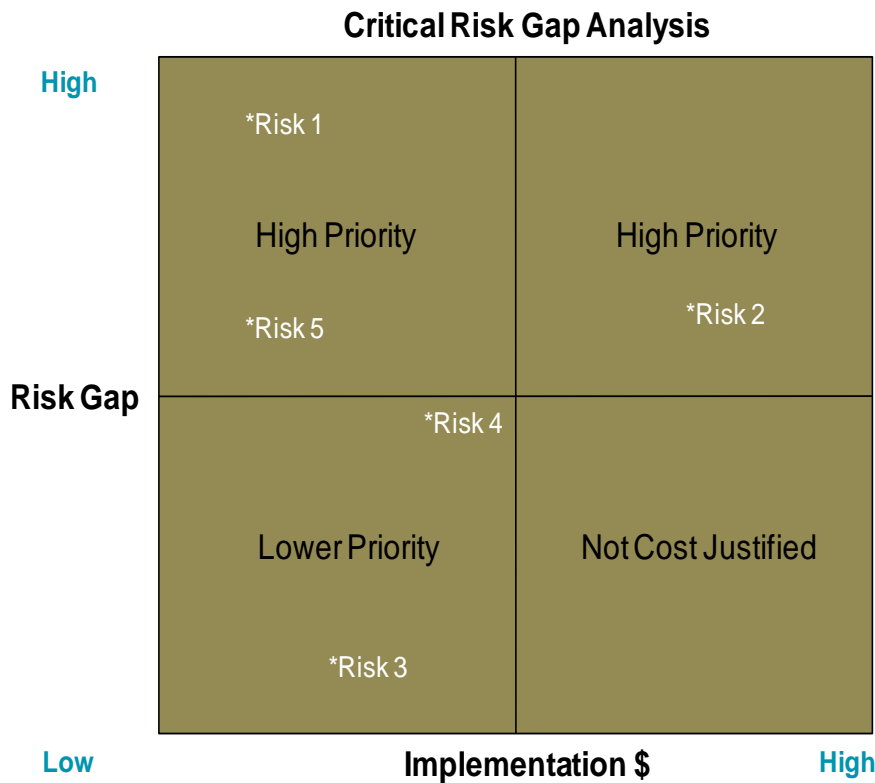 Critical Risk Gap Analysis
High
*Risk 1
High Priority
High Priority
*Risk 2
*Risk 5
Risk Gap
*Risk 4
Lower Priority
Not Cost Justified
*Risk 3
Low
Implementation $
High